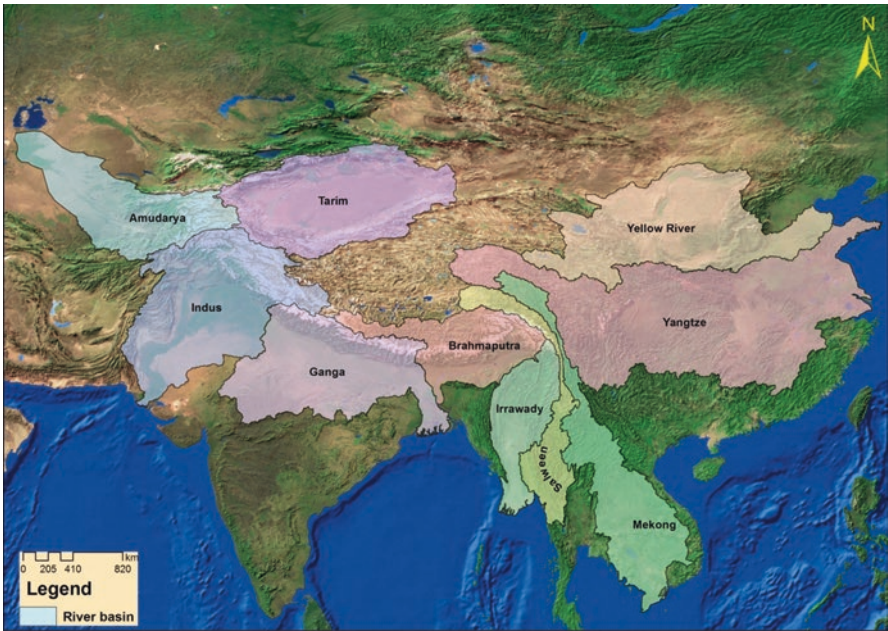 N
Tarim
Amudarya
Yellow River
Indus
Yangtze
Brahmaputra
Ganga
Irrawady
Salween
Mekong
km
0 205 410 820
Legend
River basin